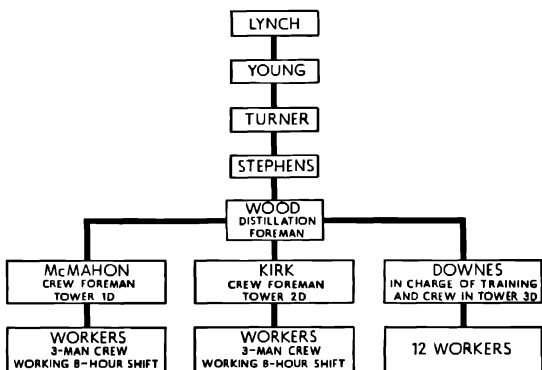 LYNCH
YOUNG
TURNER
STEPHENS
WOOD
DISTILLATION
FOREMAN
McMAHON
CREW FOREMAN
TOWER 1D
KIRK
CREW FOREMAN
TOWER 2D
DOWNES
IN CHARGE OF TRAINING
AND CREW IN TOWER 3D
WORKERS
3-MAN CREW
WORKING 8-HOUR SHIFT
WORKERS
3-MAN CREW
WORKING 8-HOUR SHIFT
12 WORKERS